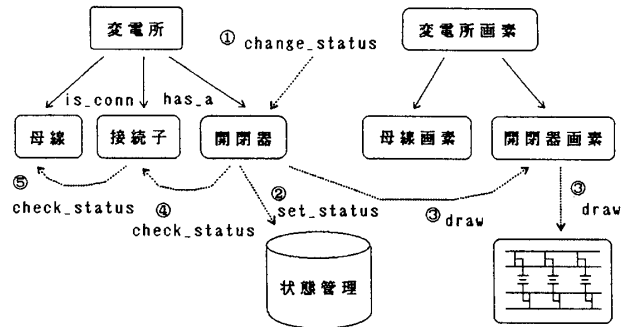 変電所
変電所画素
① change_status
is_conn
has_a
母線
接続子
開閉器
母線画素
開閉器画素
⑤
check_status
④
check_status
②
set_status
③ draw
③
draw
状態管理